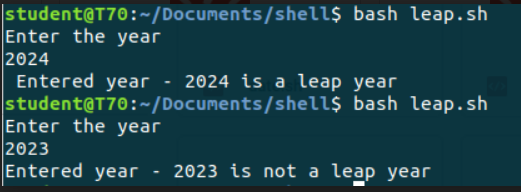 student@T70:~/Documents/shell$ bash leap.sh
Enter the year
2024
 Entered year - 2024 is a leap year
student@T70:~/Documents/shell$ bash leap.sh
Enter the year
2023
Entered year - 2023 is not a leap year